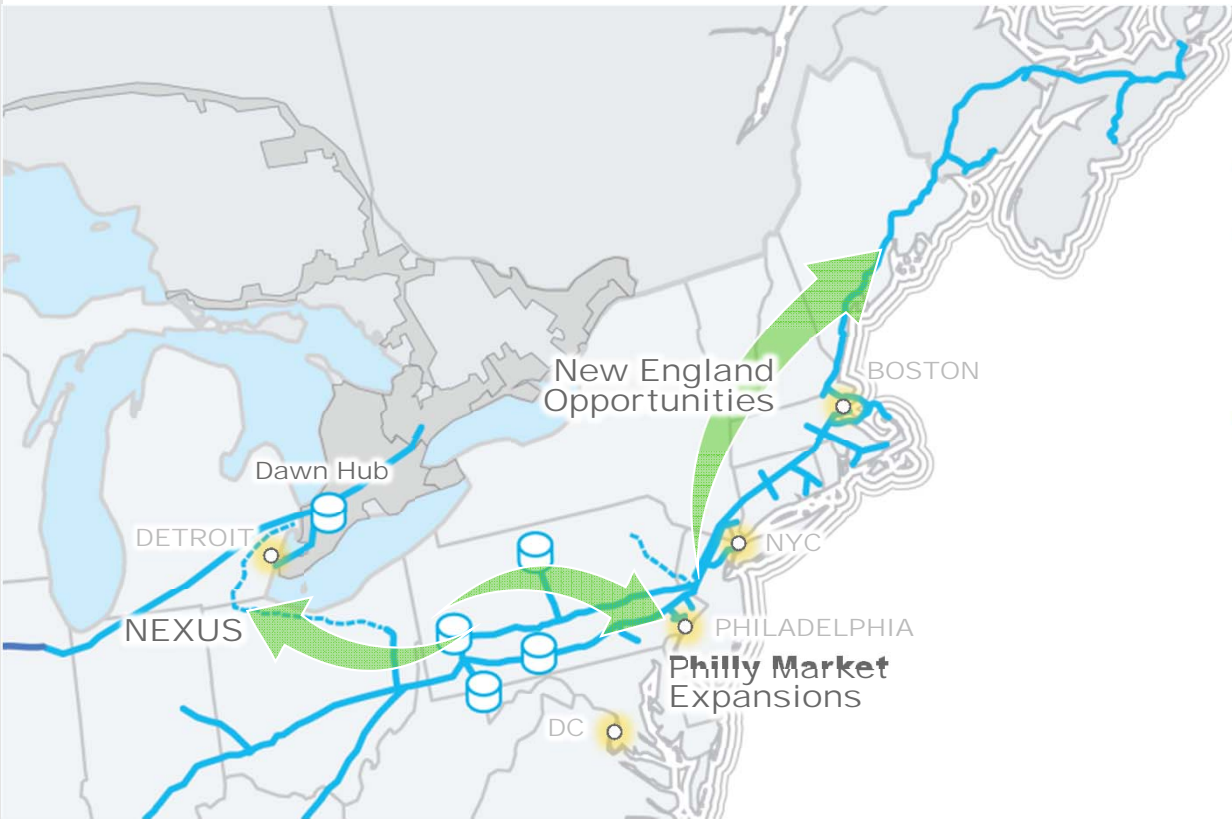 New England
Opportunities
BOSTON
Dawn Hub
DETROIT
NYC
NEXUS
PHILADELPHIA
Philly Market
Expansions
DC